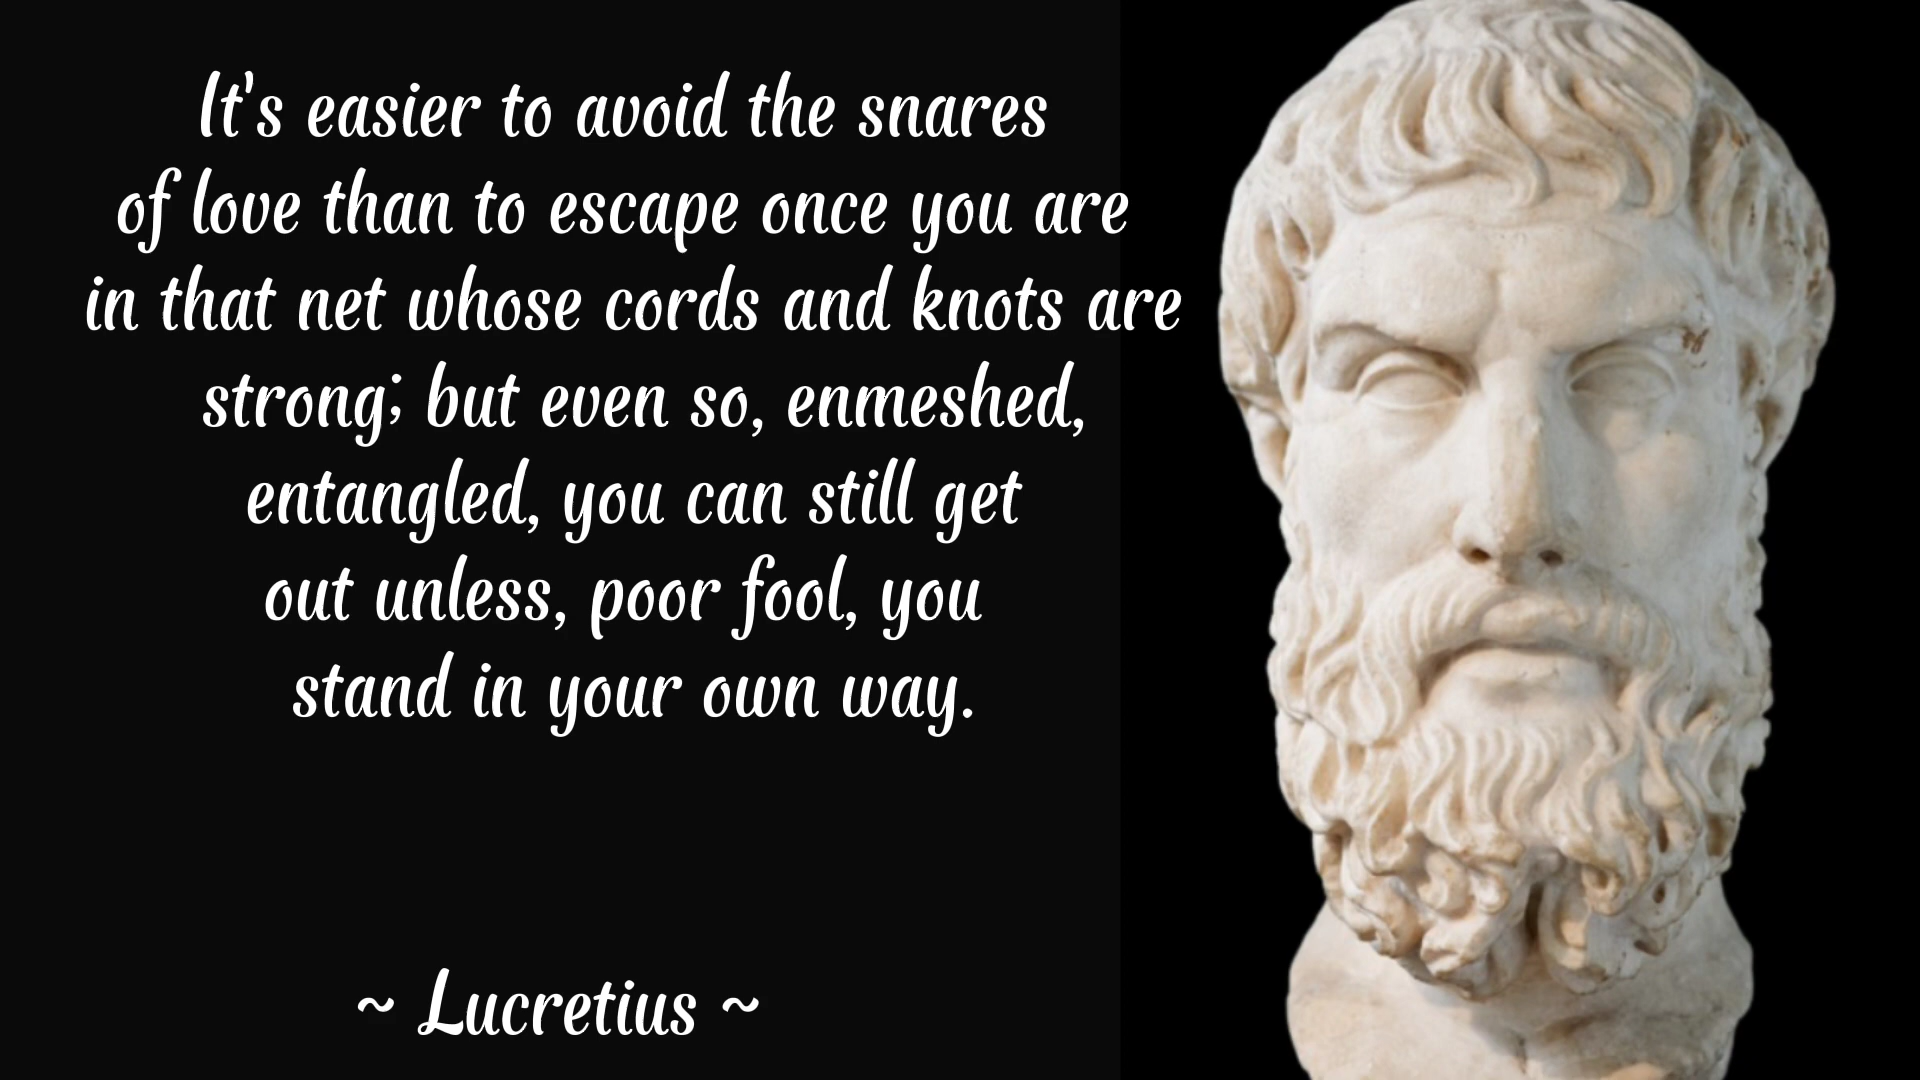 It's easier to avoid the snares
of love than to escape once you are
in that net whose cords and knots are
strong; but even so, enmeshed,
entangled, you can still get
out unless, poor fool, you
stand in your own way.
~ Lucretius ~